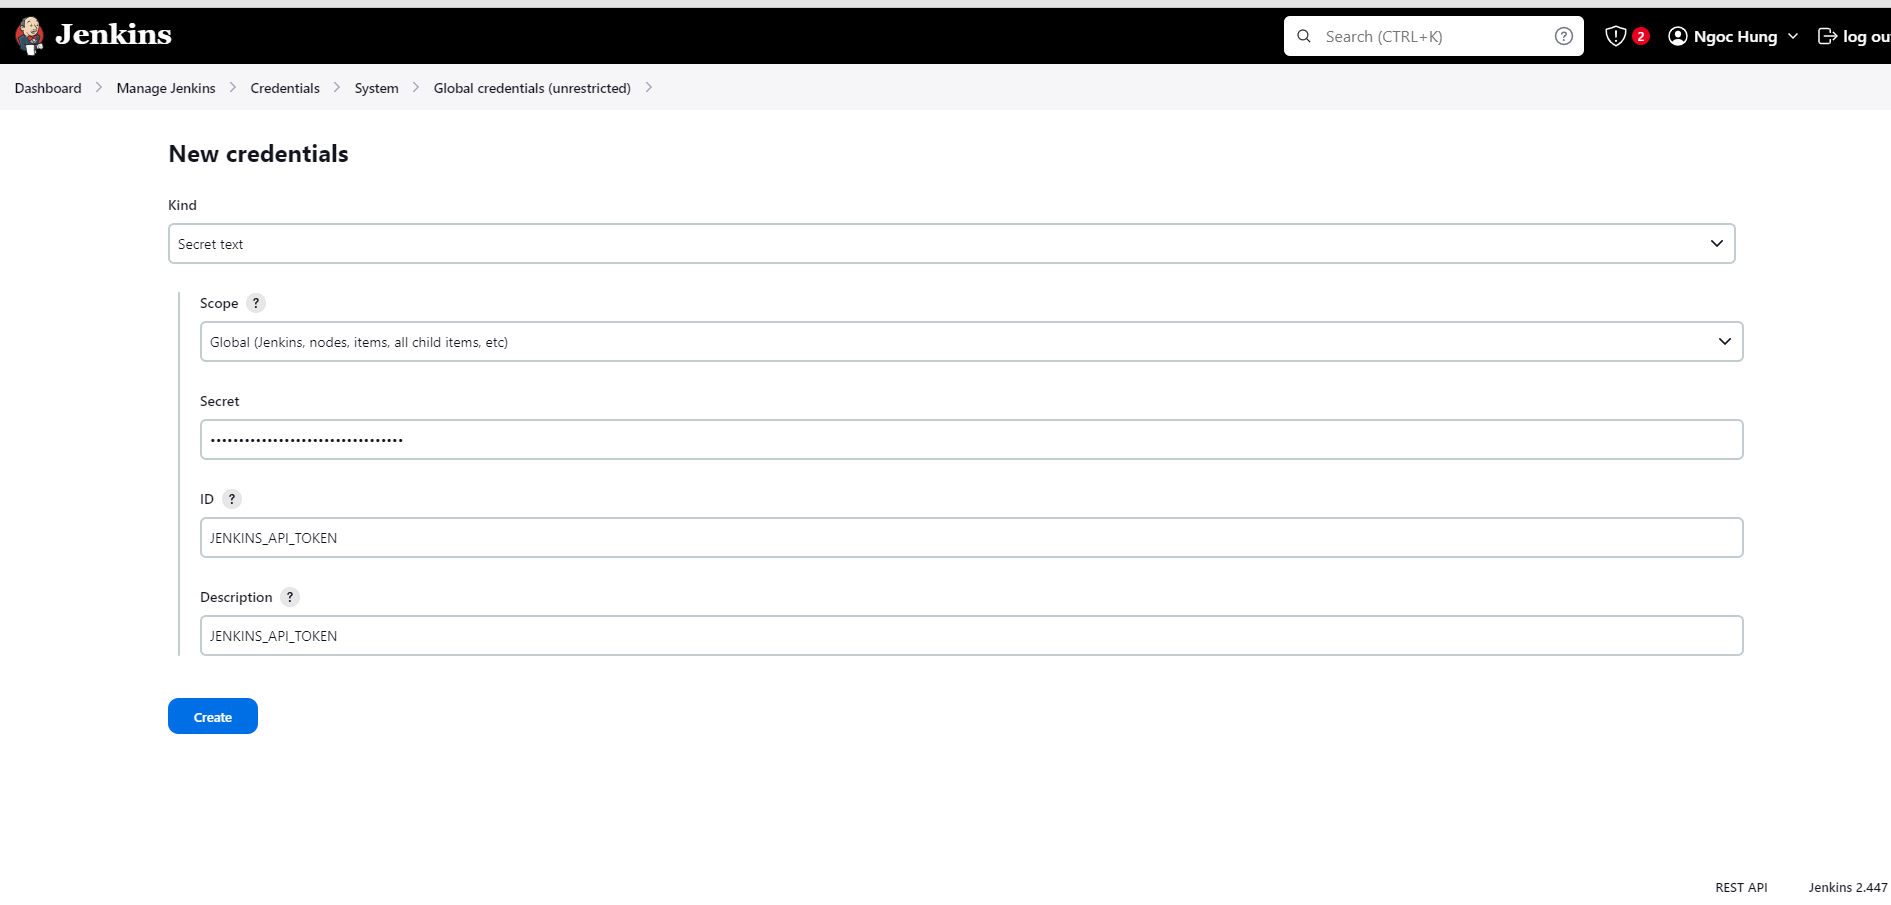 Jenkins
Search (CTRL+K)
?
2
Ngoc Hung
log ou
Dashboard
Manage Jenkins
Credentials
System
Global credentials (unrestricted)
New credentials
Kind
Secret text
Scope ?
Global (Jenkins, nodes, items, all child items, etc)
Secret
ID ?
JENKINS_API_TOKEN
Description ?
JENKINS_API_TOKEN
Create
REST API
Jenkins 2.447